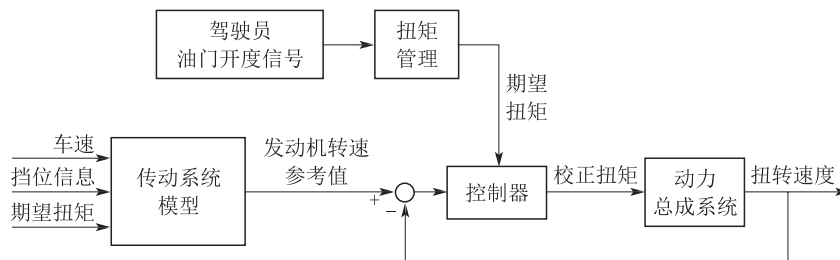 驾驶员
油门开度信号
扭矩
管理
期望
扭矩
车速
挡位信息
期望扭矩
传动系统
模型
发动机转速
参考值
+
−
控制器
校正扭矩
动力
总成系统
扭转速度